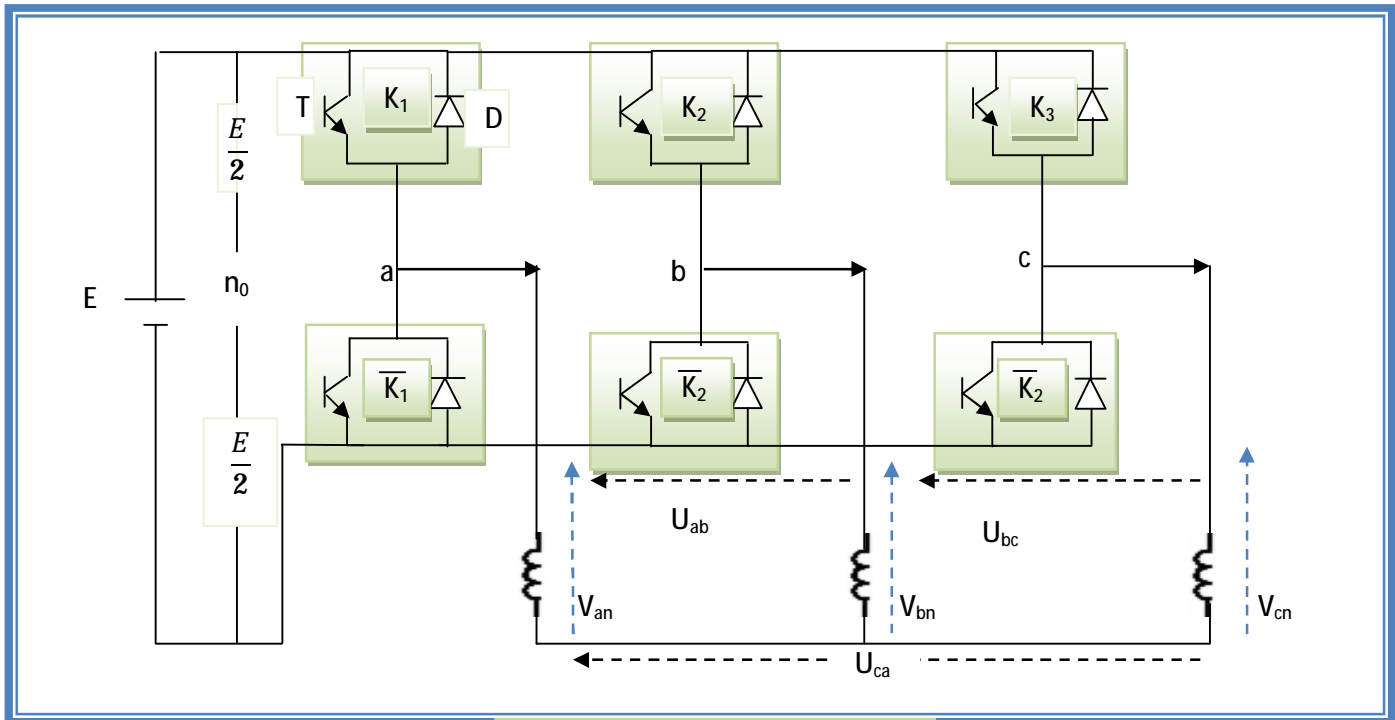 T
K₁
D
K₂
K₃
E
2
a
b
c
n₀
E
K̅₁
K̅₂
K̅₂
E
2
Uab
Ubc
Van
Vbn
Vcn
Uca